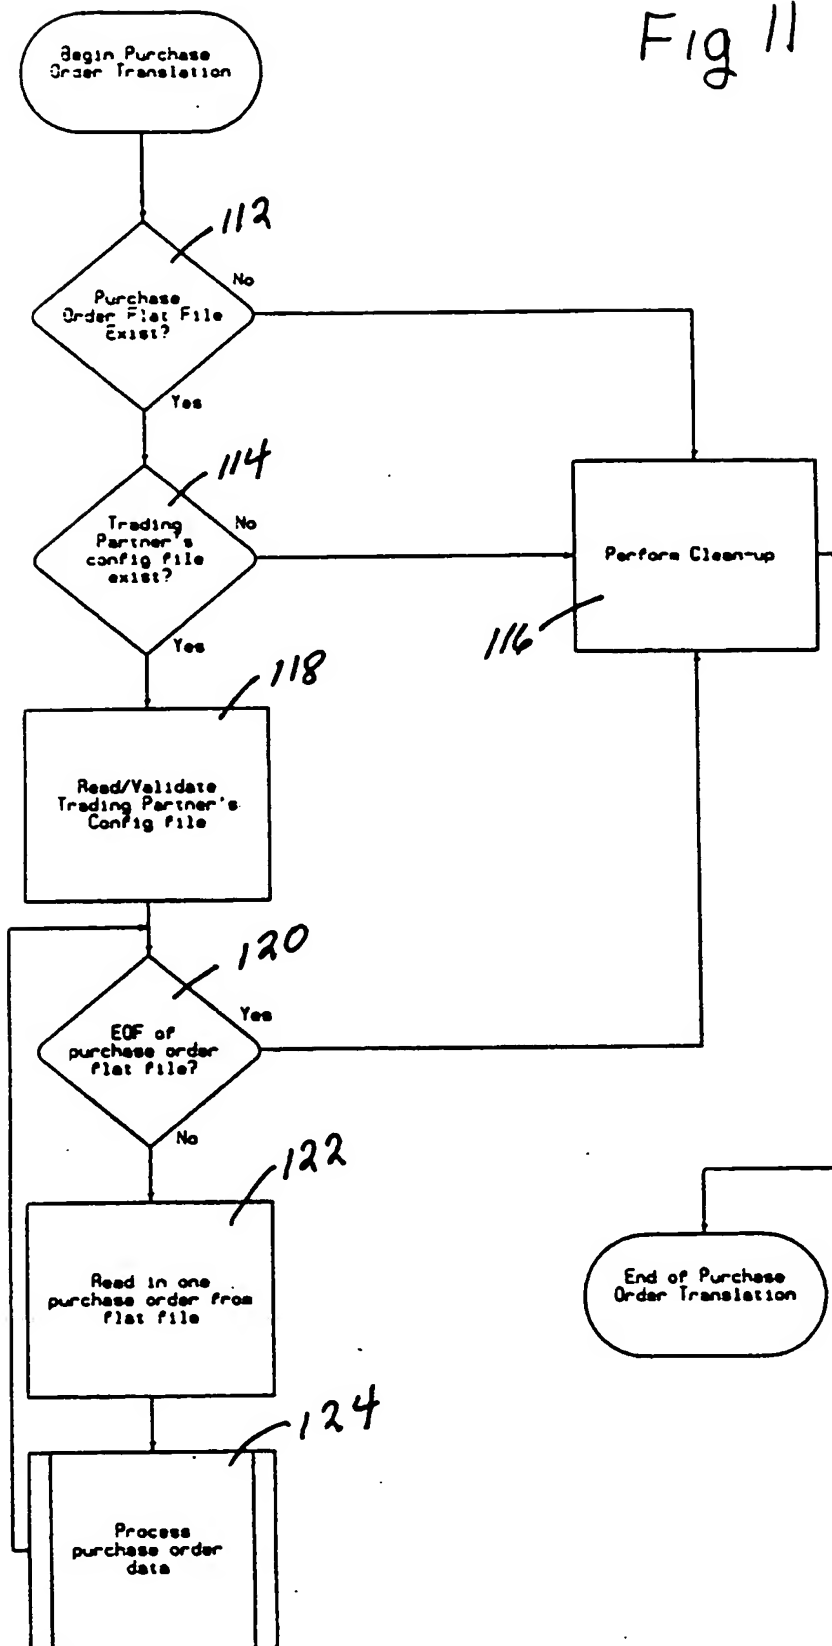 Fig 11
Begin Purchase
Order Translation
112
No
Purchase
Order Flat File
Exist?
Yes
114
No
Trading
Partner's
config file
exist?
Yes
Perform Clean-up
116
118
Read/Validate
Trading Partner's
Config file
120
Yes
EOF of
purchase order
flat file?
No
122
Read in one
purchase order from
flat file
End of Purchase
Order Translation
124
Process
purchase order
data